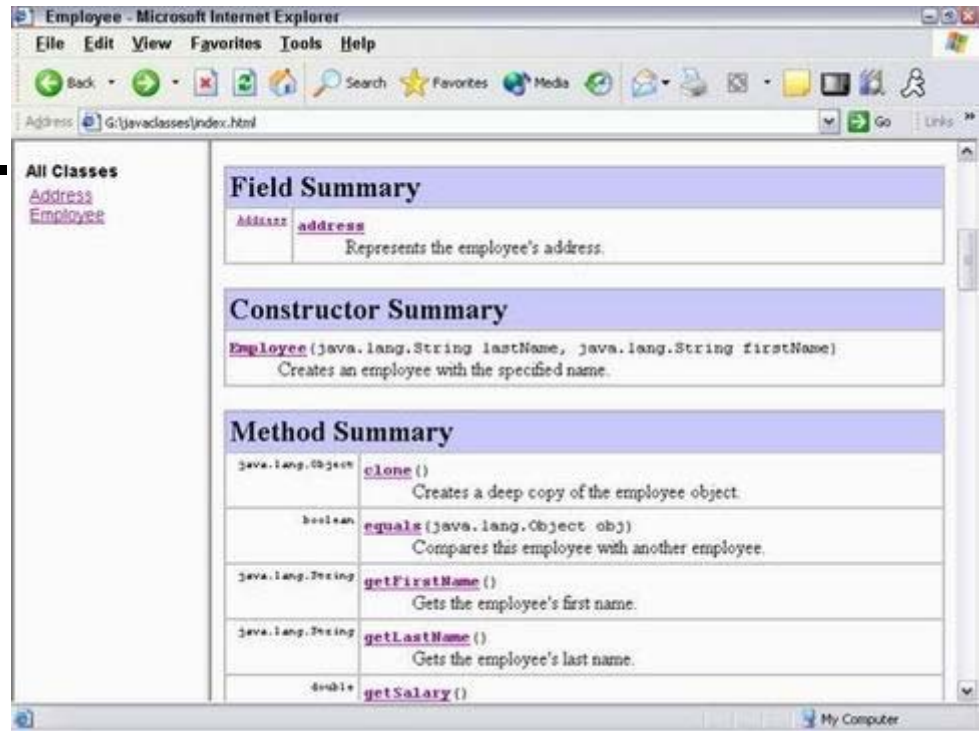 Employee - Microsoft Internet Explorer
File Edit View Favorites Tools Help
Back Search Favorites Media
Address G:\javaclasses\index.html Go Links »
All Classes
Address
Employee
Field Summary
Address address
Represents the employee's address.
Constructor Summary
Employee(java.lang.String lastName, java.lang.String firstName)
Creates an employee with the specified name.
Method Summary
java.lang.Object clone()
Creates a deep copy of the employee object.
boolean equals(java.lang.Object obj)
Compares this employee with another employee.
java.lang.String getFirstName()
Gets the employee's first name.
java.lang.String getLastName()
Gets the employee's last name.
double getSalary()
My Computer